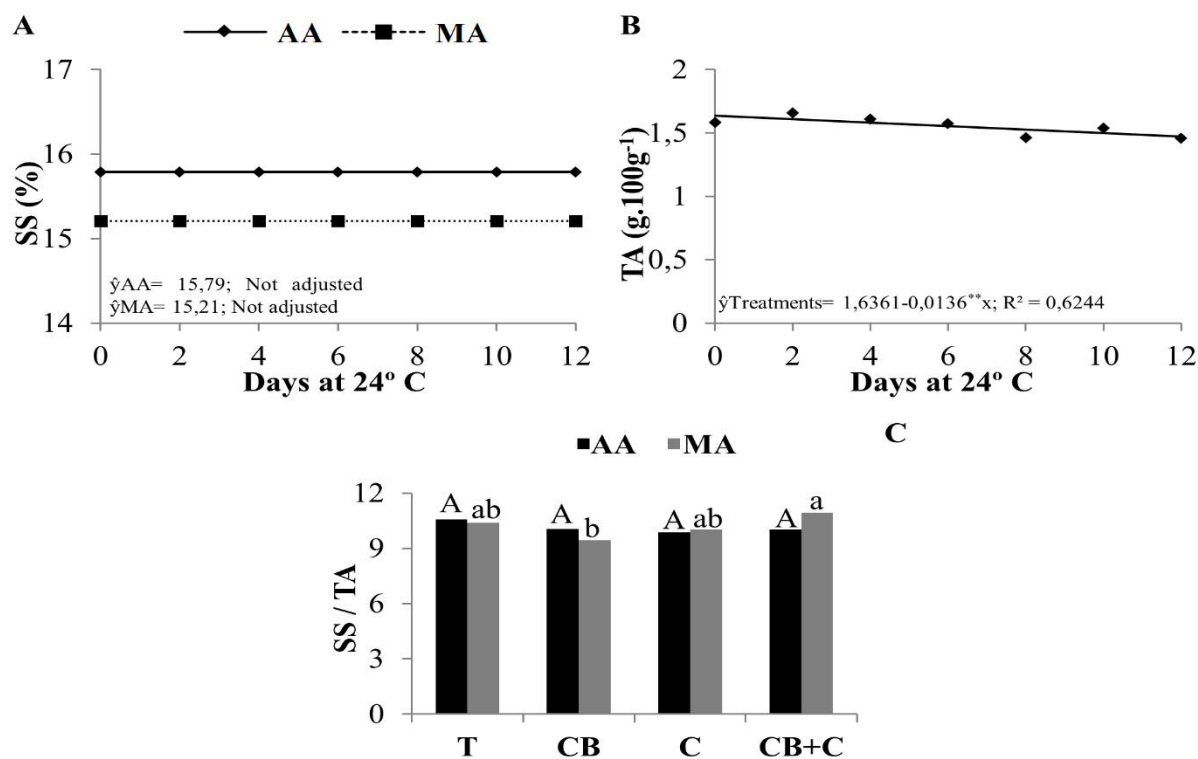 A
AA MA
17
16
15
14
SS (%)
ŷAA= 15,79; Not adjusted
ŷMA= 15,21; Not adjusted
0 2 4 6 8 10 12
Days at 24º C
B
2
1,5
1
0,5
0
TA (g.100g⁻¹)
ŷTreatments= 1,6361-0,0136**x; R² = 0,6244
0 2 4 6 8 10 12
Days at 24º C
C
AA MA
12
9
6
3
0
SS / TA
A ab A b A ab A a
T CB C CB+C